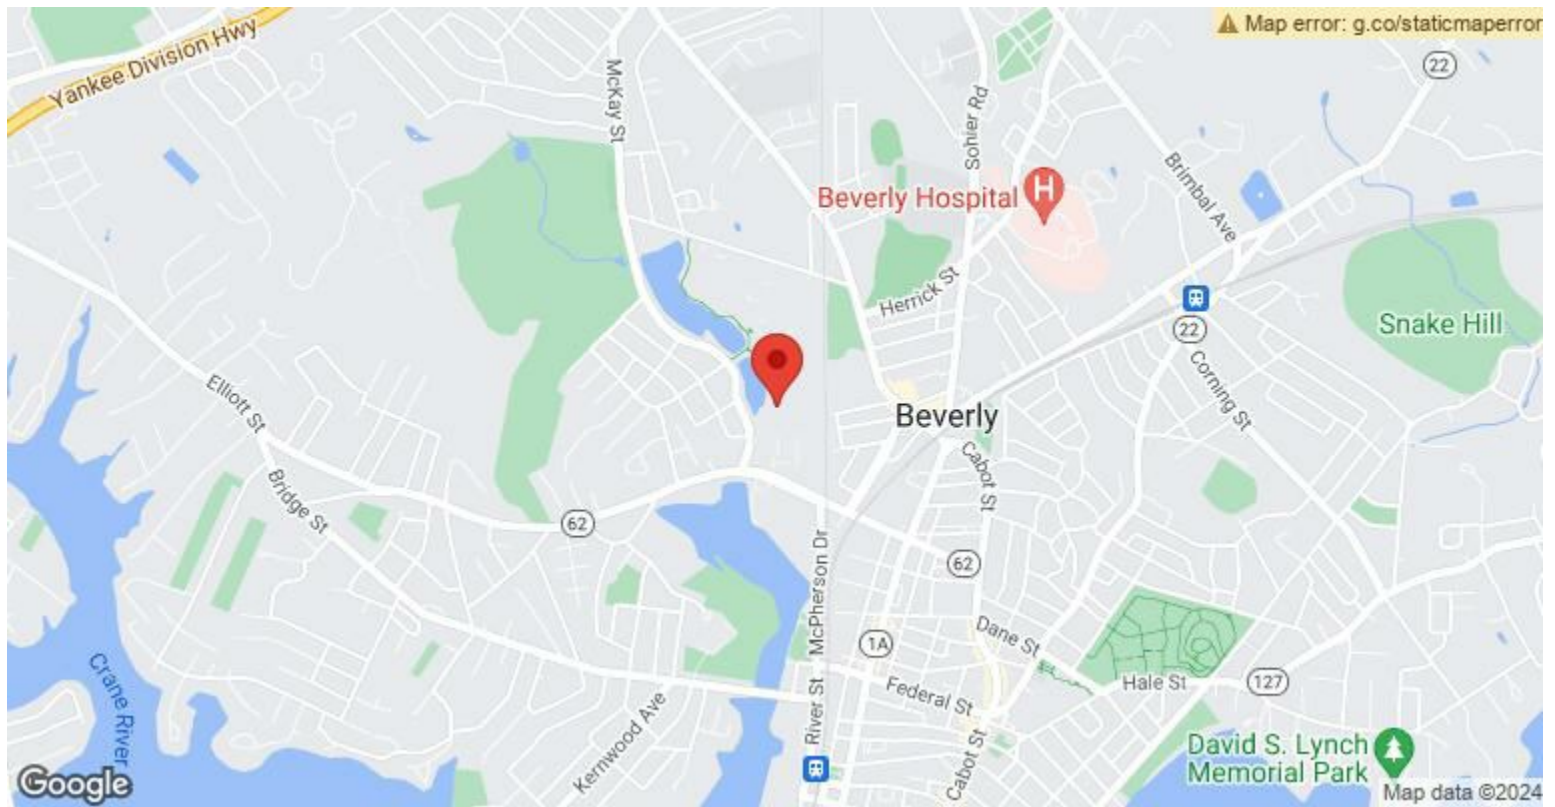 Map error: g.co/staticmaperror
Yankee Division Hwy
McKay St
22
Sohier Rd
Brimbal Ave
Beverly Hospital
H
Herrick St
Snake Hill
22
Corning St
Elliott St
Beverly
Cabot St
Bridge St
62
62
McPherson Dr
1A
Dane St
Crane River
Hale St
127
Federal St
Kernwood Ave
River St
Cabot St
David S. Lynch
Memorial Park
Google
Map data ©2024